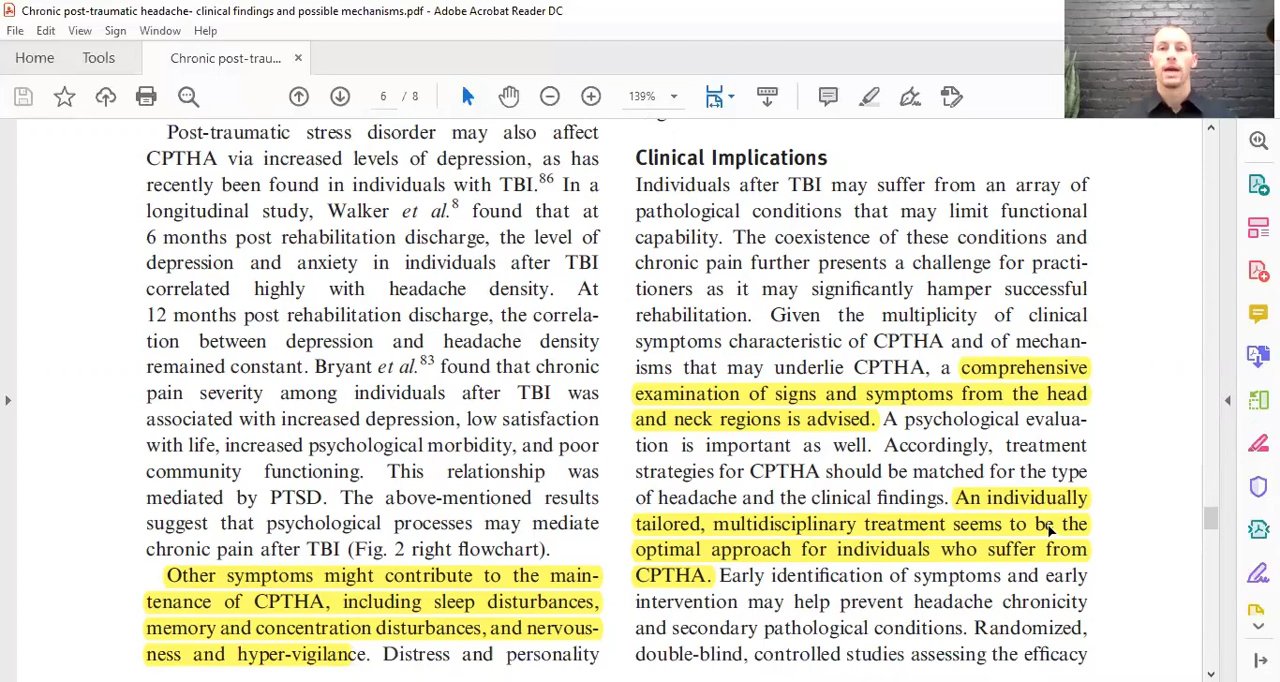 Chronic post-traumatic headache- clinical findings and possible mechanisms.pdf - Adobe Acrobat Reader DC
File Edit View Sign Window Help
Home Tools Chronic post-trau... ×
6 / 8 139%
Post-traumatic stress disorder may also affect
CPTHA via increased levels of depression, as has
recently been found in individuals with TBI.86 In a
longitudinal study, Walker et al.8 found that at
6 months post rehabilitation discharge, the level of
depression and anxiety in individuals after TBI
correlated highly with headache density. At
12 months post rehabilitation discharge, the correla-
tion between depression and headache density
remained constant. Bryant et al.83 found that chronic
pain severity among individuals after TBI was
associated with increased depression, low satisfaction
with life, increased psychological morbidity, and poor
community functioning. This relationship was
mediated by PTSD. The above-mentioned results
suggest that psychological processes may mediate
chronic pain after TBI (Fig. 2 right flowchart).
Other symptoms might contribute to the main-
tenance of CPTHA, including sleep disturbances,
memory and concentration disturbances, and nervous-
ness and hyper-vigilance. Distress and personality
Clinical Implications
Individuals after TBI may suffer from an array of
pathological conditions that may limit functional
capability. The coexistence of these conditions and
chronic pain further presents a challenge for practi-
tioners as it may significantly hamper successful
rehabilitation. Given the multiplicity of clinical
symptoms characteristic of CPTHA and of mechan-
isms that may underlie CPTHA, a comprehensive
examination of signs and symptoms from the head
and neck regions is advised. A psychological evalua-
tion is important as well. Accordingly, treatment
strategies for CPTHA should be matched for the type
of headache and the clinical findings. An individually
tailored, multidisciplinary treatment seems to be the
optimal approach for individuals who suffer from
CPTHA. Early identification of symptoms and early
intervention may help prevent headache chronicity
and secondary pathological conditions. Randomized,
double-blind, controlled studies assessing the efficacy